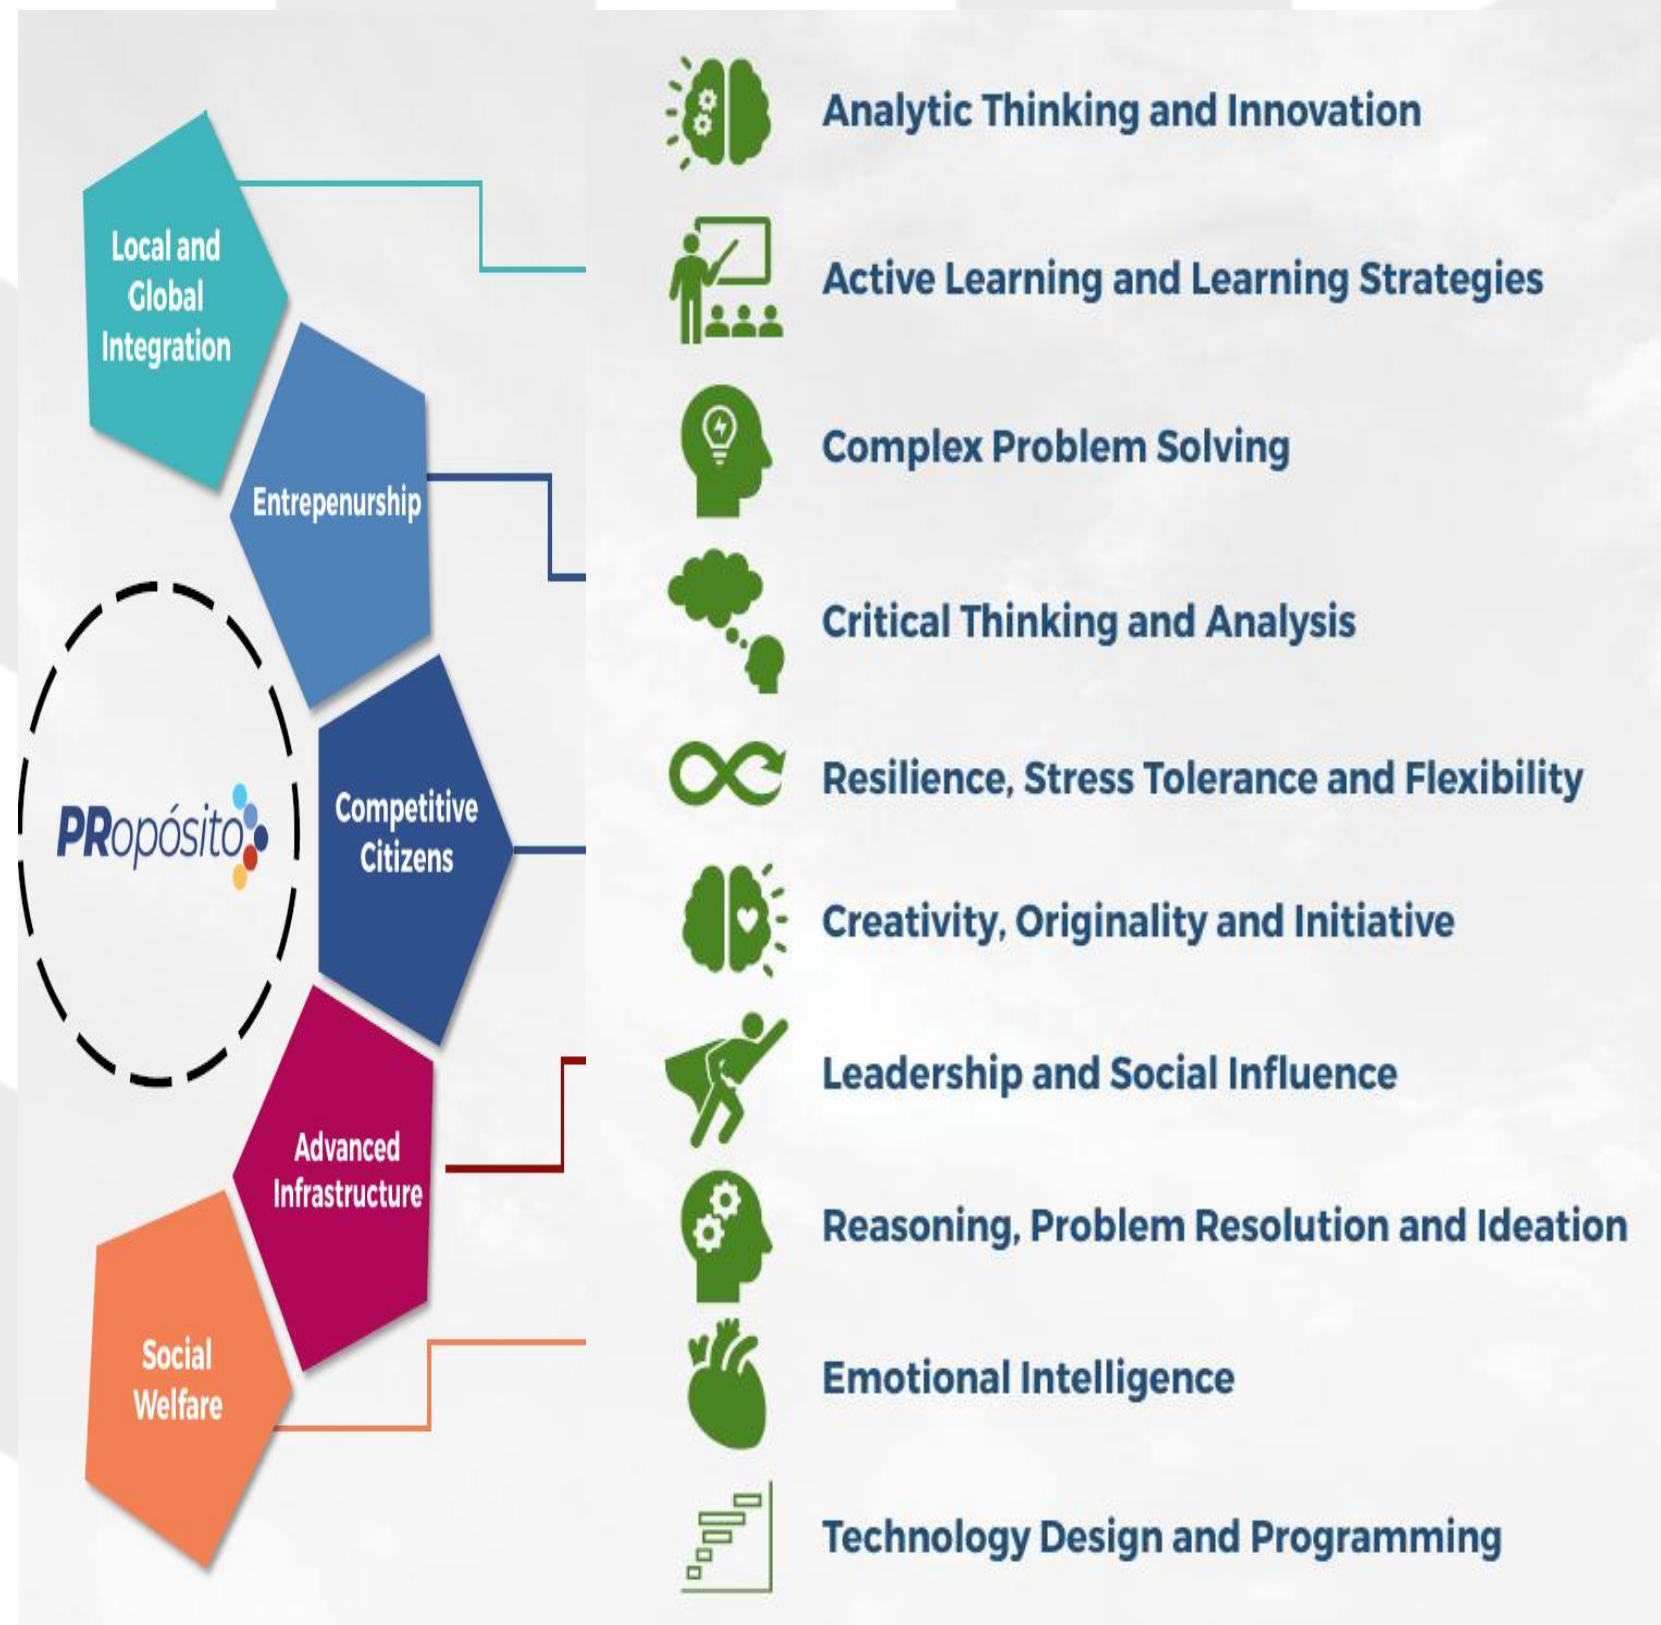 Local and
Global
Integration
Entrepenurship
PRopósito
Competitive
Citizens
Advanced
Infrastructure
Social
Welfare
Analytic Thinking and Innovation
Active Learning and Learning Strategies
Complex Problem Solving
Critical Thinking and Analysis
Resilience, Stress Tolerance and Flexibility
Creativity, Originality and Initiative
Leadership and Social Influence
Reasoning, Problem Resolution and Ideation
Emotional Intelligence
Technology Design and Programming